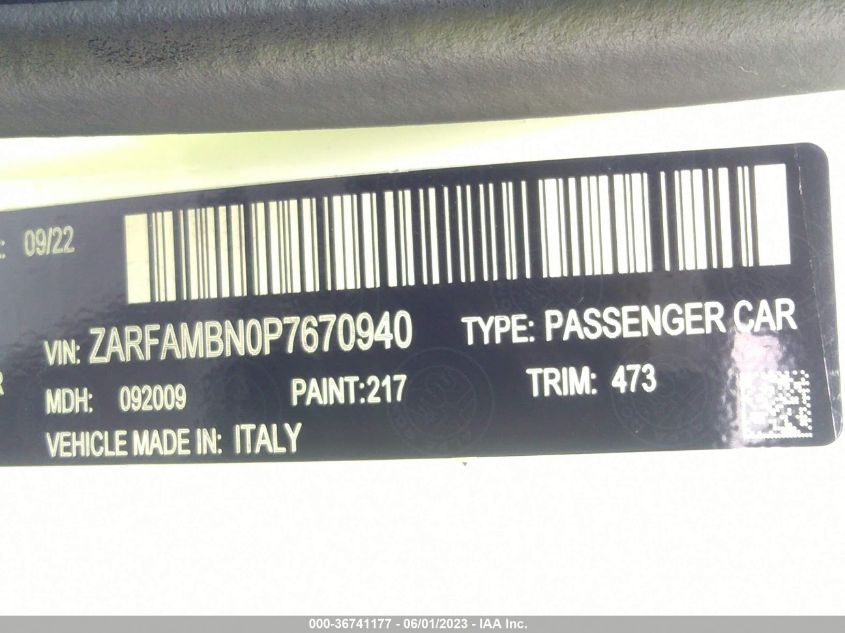 : 09/22
VIN: ZARFAMBN0P7670940 TYPE: PASSENGER CAR
R
MDH: 092009 PAINT:217 TRIM: 473
VEHICLE MADE IN: ITALY
000-36741177 - 06/01/2023 - IAA Inc.